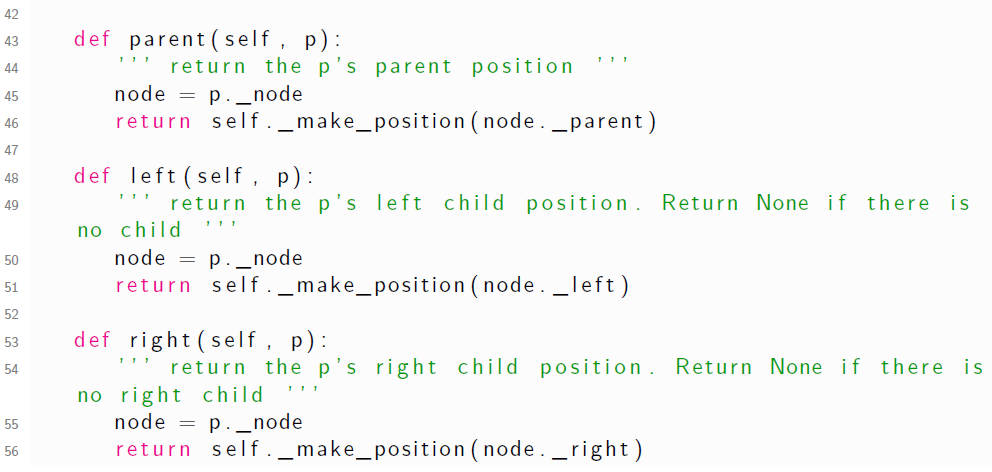 42
43 def parent(self, p):
44 ''' return the p's parent position '''
45 node = p._node
46 return self._make_position(node._parent)
47
48 def left(self, p):
49 ''' return the p's left child position. Return None if there is
no child '''
50 node = p._node
51 return self._make_position(node._left)
52
53 def right(self, p):
54 ''' return the p's right child position. Return None if there is
no right child '''
55 node = p._node
56 return self._make_position(node._right)